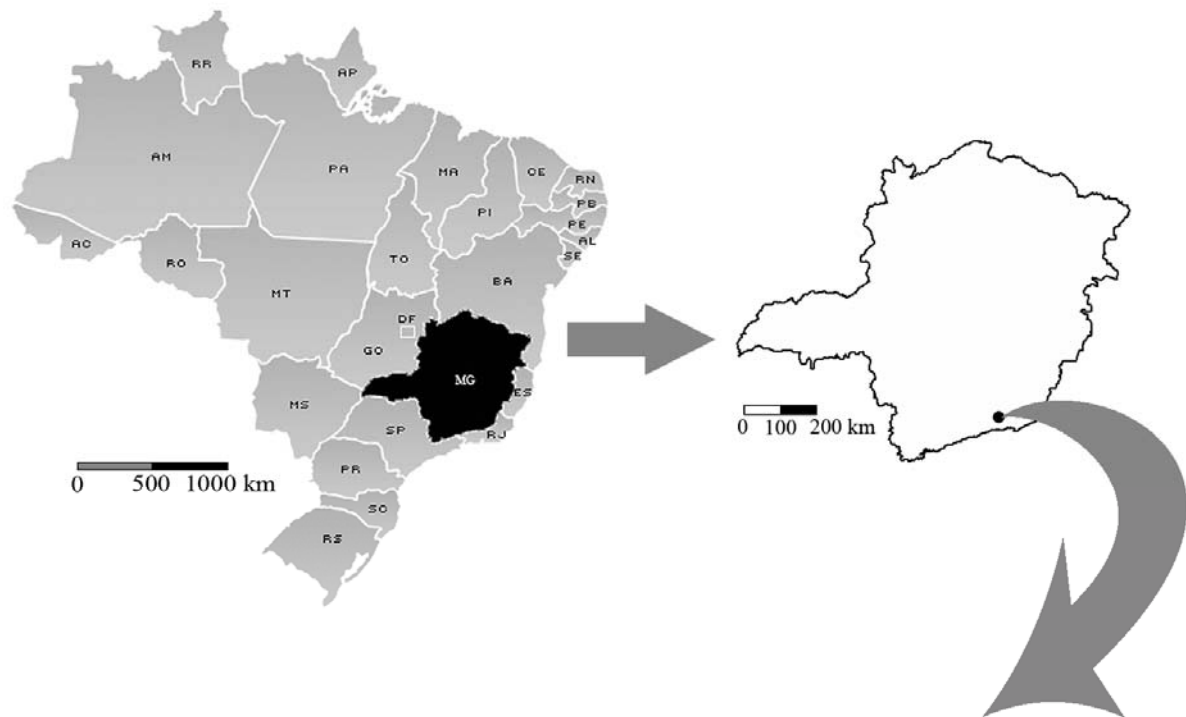 RR
AP
AM
PA
MA
CE
RN
PB
PI
PE
AL
SE
AC
RO
TO
BA
MT
DF
GO
MG
ES
MS
SP
RJ
PR
SC
RS
0 500 1000 km
0 100 200 km